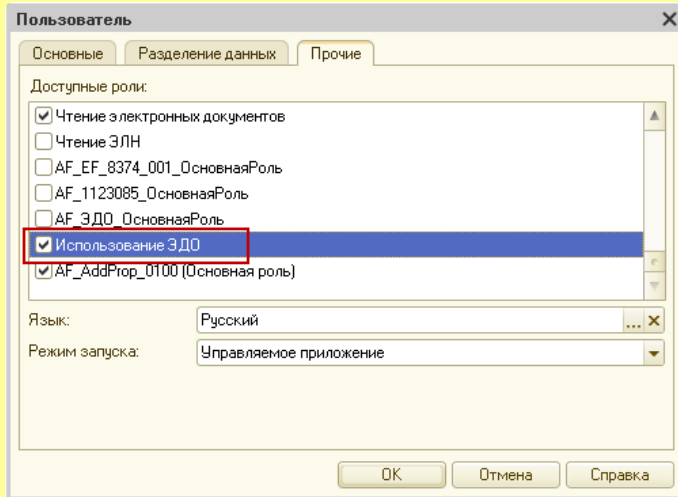 Пользователь
Основные Разделение данных Прочие
Доступные роли:
Чтение электронных документов
Чтение ЭЛН
AF_EF_8374_001_ОсновнаяРоль
AF_1123085_ОсновнаяРоль
AF_ЭДО_ОсновнаяРоль
Использование ЭДО
AF_AddProp_0100 (Основная роль)
Язык: Русский ...
Режим запуска: Управляемое приложение
OK Отмена Справка